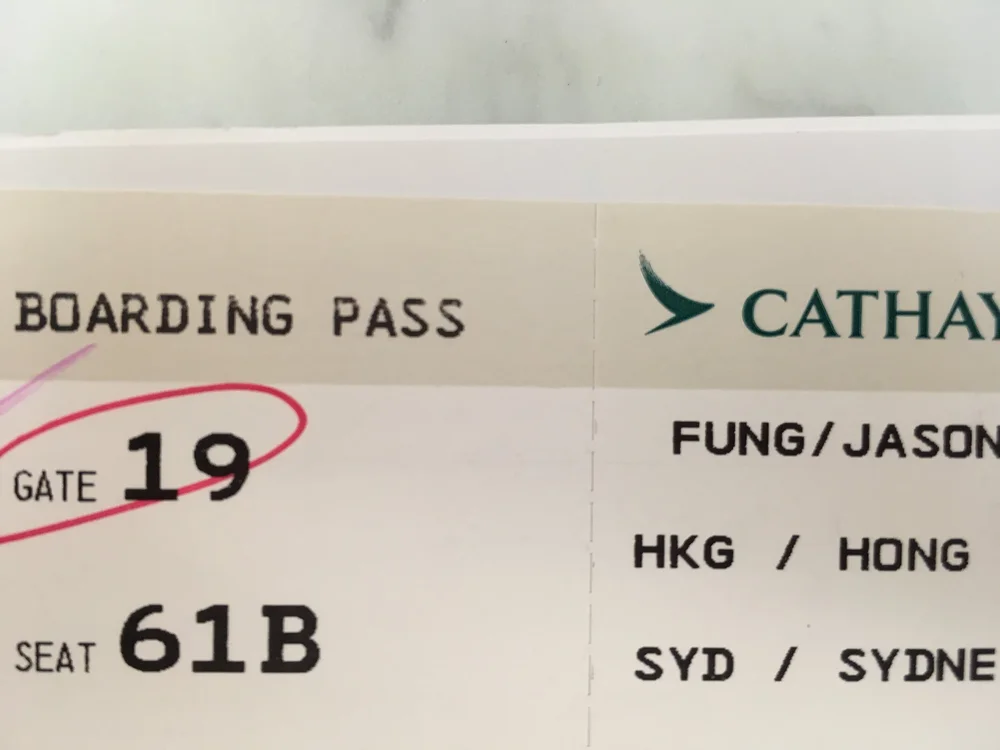 BOARDING PASS
GATE 19
SEAT 61B
CATHAY
FUNG/JASON
HKG / HONG
SYD / SYDNE